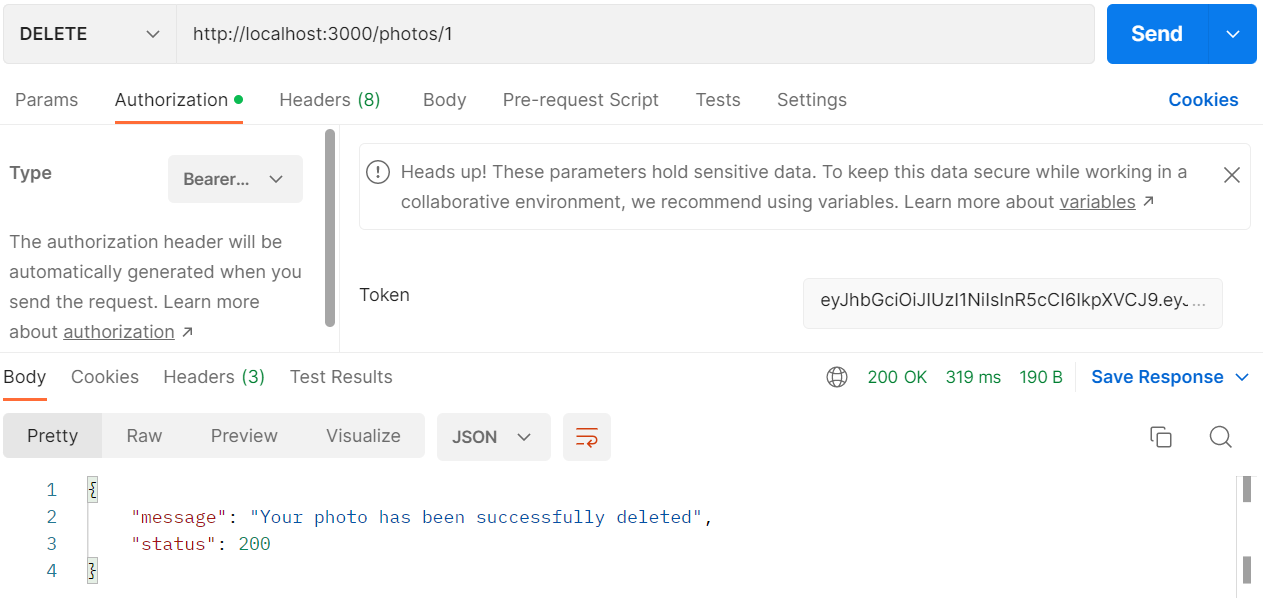 DELETE http://localhost:3000/photos/1 Send
Params Authorization Headers (8) Body Pre-request Script Tests Settings Cookies
Type Bearer...
The authorization header will be
automatically generated when you
send the request. Learn more
about authorization ↗
Heads up! These parameters hold sensitive data. To keep this data secure while working in a
collaborative environment, we recommend using variables. Learn more about variables ↗
Token eyJhbGciOiJIUzI1NiIsInR5cCI6IkpXVCJ9.eyJ...
Body Cookies Headers (3) Test Results 200 OK 319 ms 190 B Save Response
Pretty Raw Preview Visualize JSON
1 {
2 "message": "Your photo has been successfully deleted",
3 "status": 200
4 }